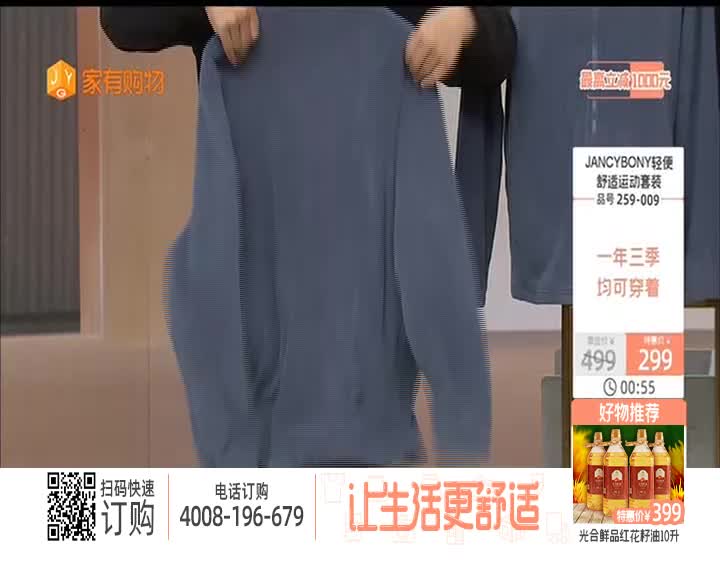 JYG 家有购物
最高立减1000元
JANCYBONY轻便
舒适运动套装
品号 259-009
一年三季
均可穿着
499
特惠价¥
299
00:55
好物推荐
特惠价¥399
光合鲜品红花籽油10升
扫码快速
订购
电话订购
4008-196-679
让生活更舒适